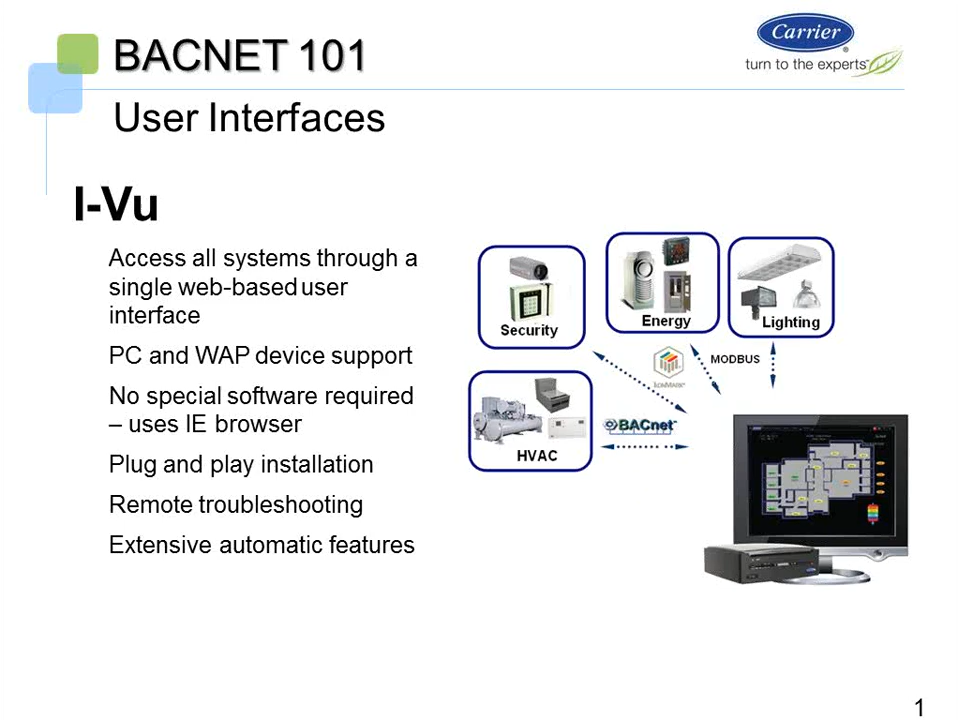 BACNET 101
Carrier
turn to the experts
User Interfaces
I-Vu
Access all systems through a
single web-based user
interface
PC and WAP device support
No special software required
– uses IE browser
Plug and play installation
Remote troubleshooting
Extensive automatic features
Security
Energy
Lighting
LONMARK
MODBUS
HVAC
BACnet™
1